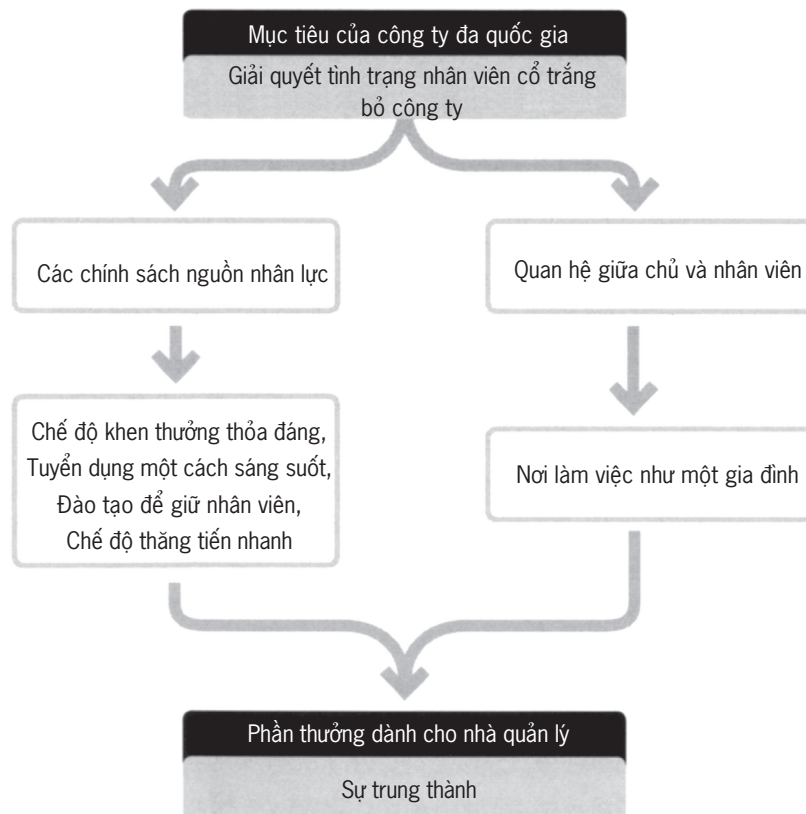 Mục tiêu của công ty đa quốc gia
Giải quyết tình trạng nhân viên cổ trắng
bỏ công ty
Các chính sách nguồn nhân lực
Quan hệ giữa chủ và nhân viên
Chế độ khen thưởng thỏa đáng,
Tuyển dụng một cách sáng suốt,
Đào tạo để giữ nhân viên,
Chế độ thăng tiến nhanh
Nơi làm việc như một gia đình
Phần thưởng dành cho nhà quản lý
Sự trung thành